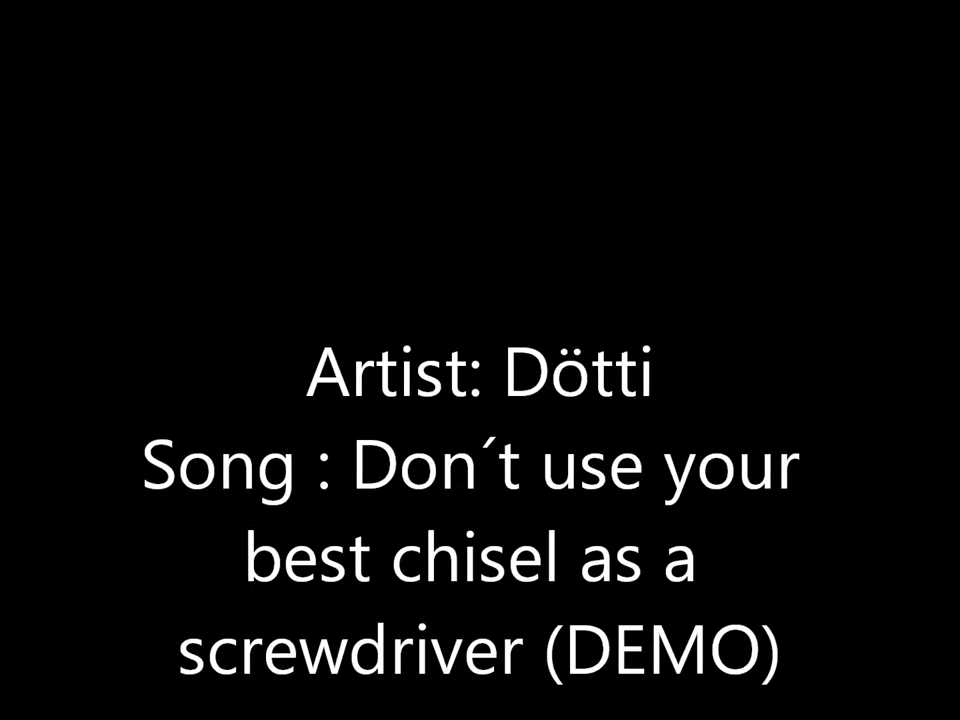 Artist: Dötti
Song : Don´t use your
best chisel as a
screwdriver (DEMO)